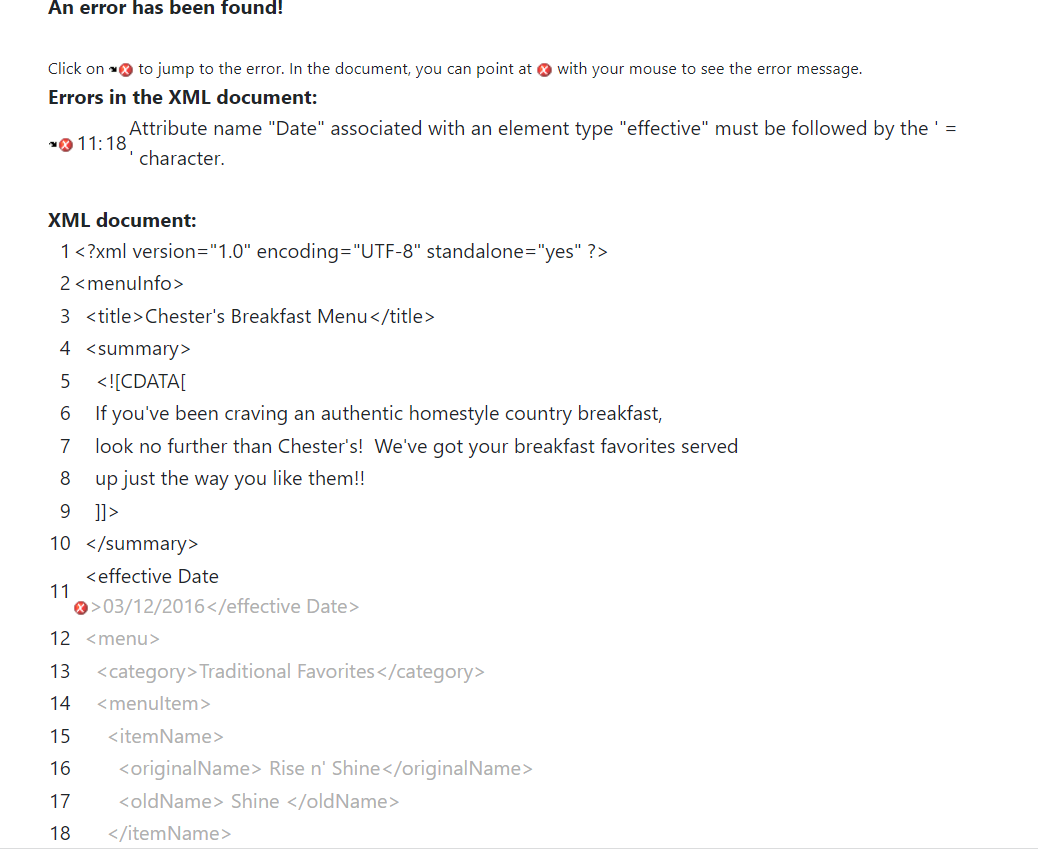 An error has been found!
Click on to jump to the error. In the document, you can point at with your mouse to see the error message.
Errors in the XML document:
11:18 Attribute name "Date" associated with an element type "effective" must be followed by the ' =
' character.
XML document:
1 <?xml version="1.0" encoding="UTF-8" standalone="yes" ?>
2 <menuInfo>
3 <title>Chester's Breakfast Menu</title>
4 <summary>
5 <![CDATA[
6 If you've been craving an authentic homestyle country breakfast,
7 look no further than Chester's!  We've got your breakfast favorites served
8 up just the way you like them!!
9 ]]>
10 </summary>
11 <effective Date
>03/12/2016</effective Date>
12 <menu>
13 <category>Traditional Favorites</category>
14 <menuItem>
15 <itemName>
16 <originalName> Rise n' Shine</originalName>
17 <oldName> Shine </oldName>
18 </itemName>